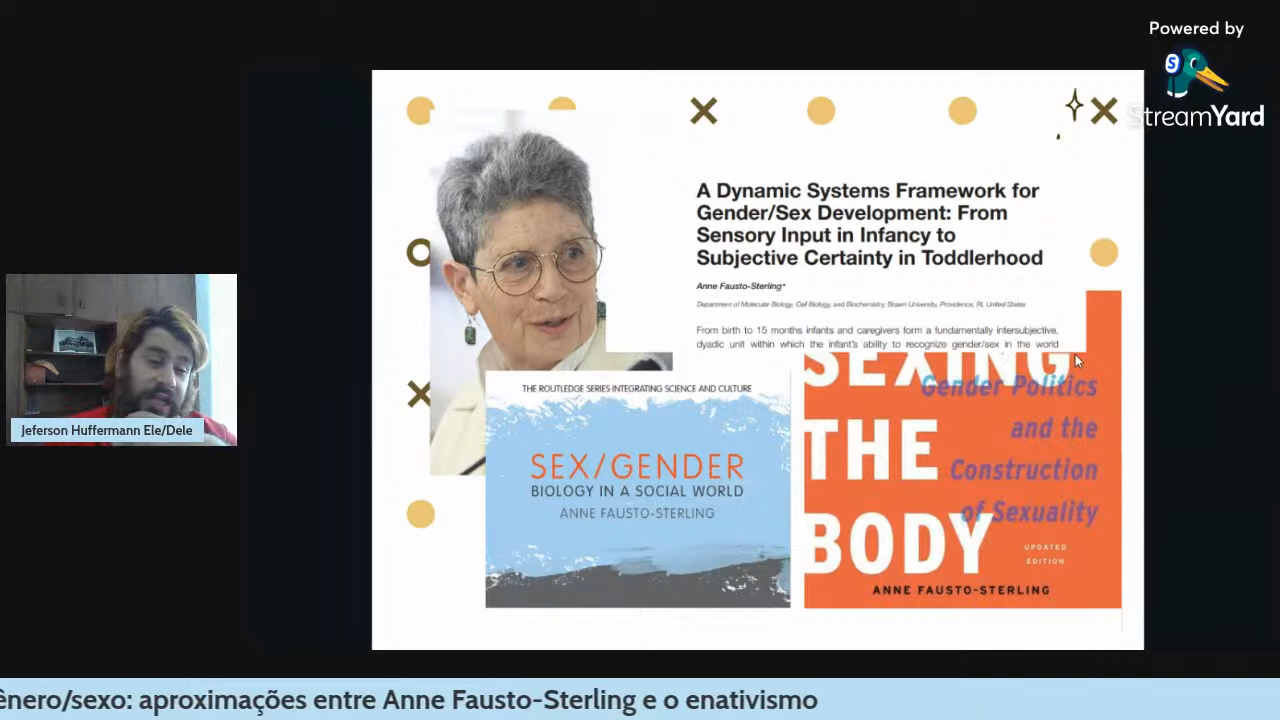 Powered by
StreamYard
A Dynamic Systems Framework for
Gender/Sex Development: From
Sensory Input in Infancy to
Subjective Certainty in Toddlerhood
Anne Fausto-Sterling*
Department of Molecular Biology, Cell Biology, and Biochemistry, Brown University, Providence, RI, United States
From birth to 15 months infants and caregivers form a fundamentally intersubjective,
dyadic unit within which the infant's ability to recognize gender/sex in the world
THE ROUTLEDGE SERIES INTEGRATING SCIENCE AND CULTURE
SEX/GENDER
BIOLOGY IN A SOCIAL WORLD
ANNE FAUSTO-STERLING
SEXING
THE
BODY
Gender Politics
and the
Construction
of Sexuality
UPDATED
EDITION
ANNE FAUSTO-STERLING
Jeferson Huffermann Ele/Dele
ênero/sexo: aproximações entre Anne Fausto-Sterling e o enativismo